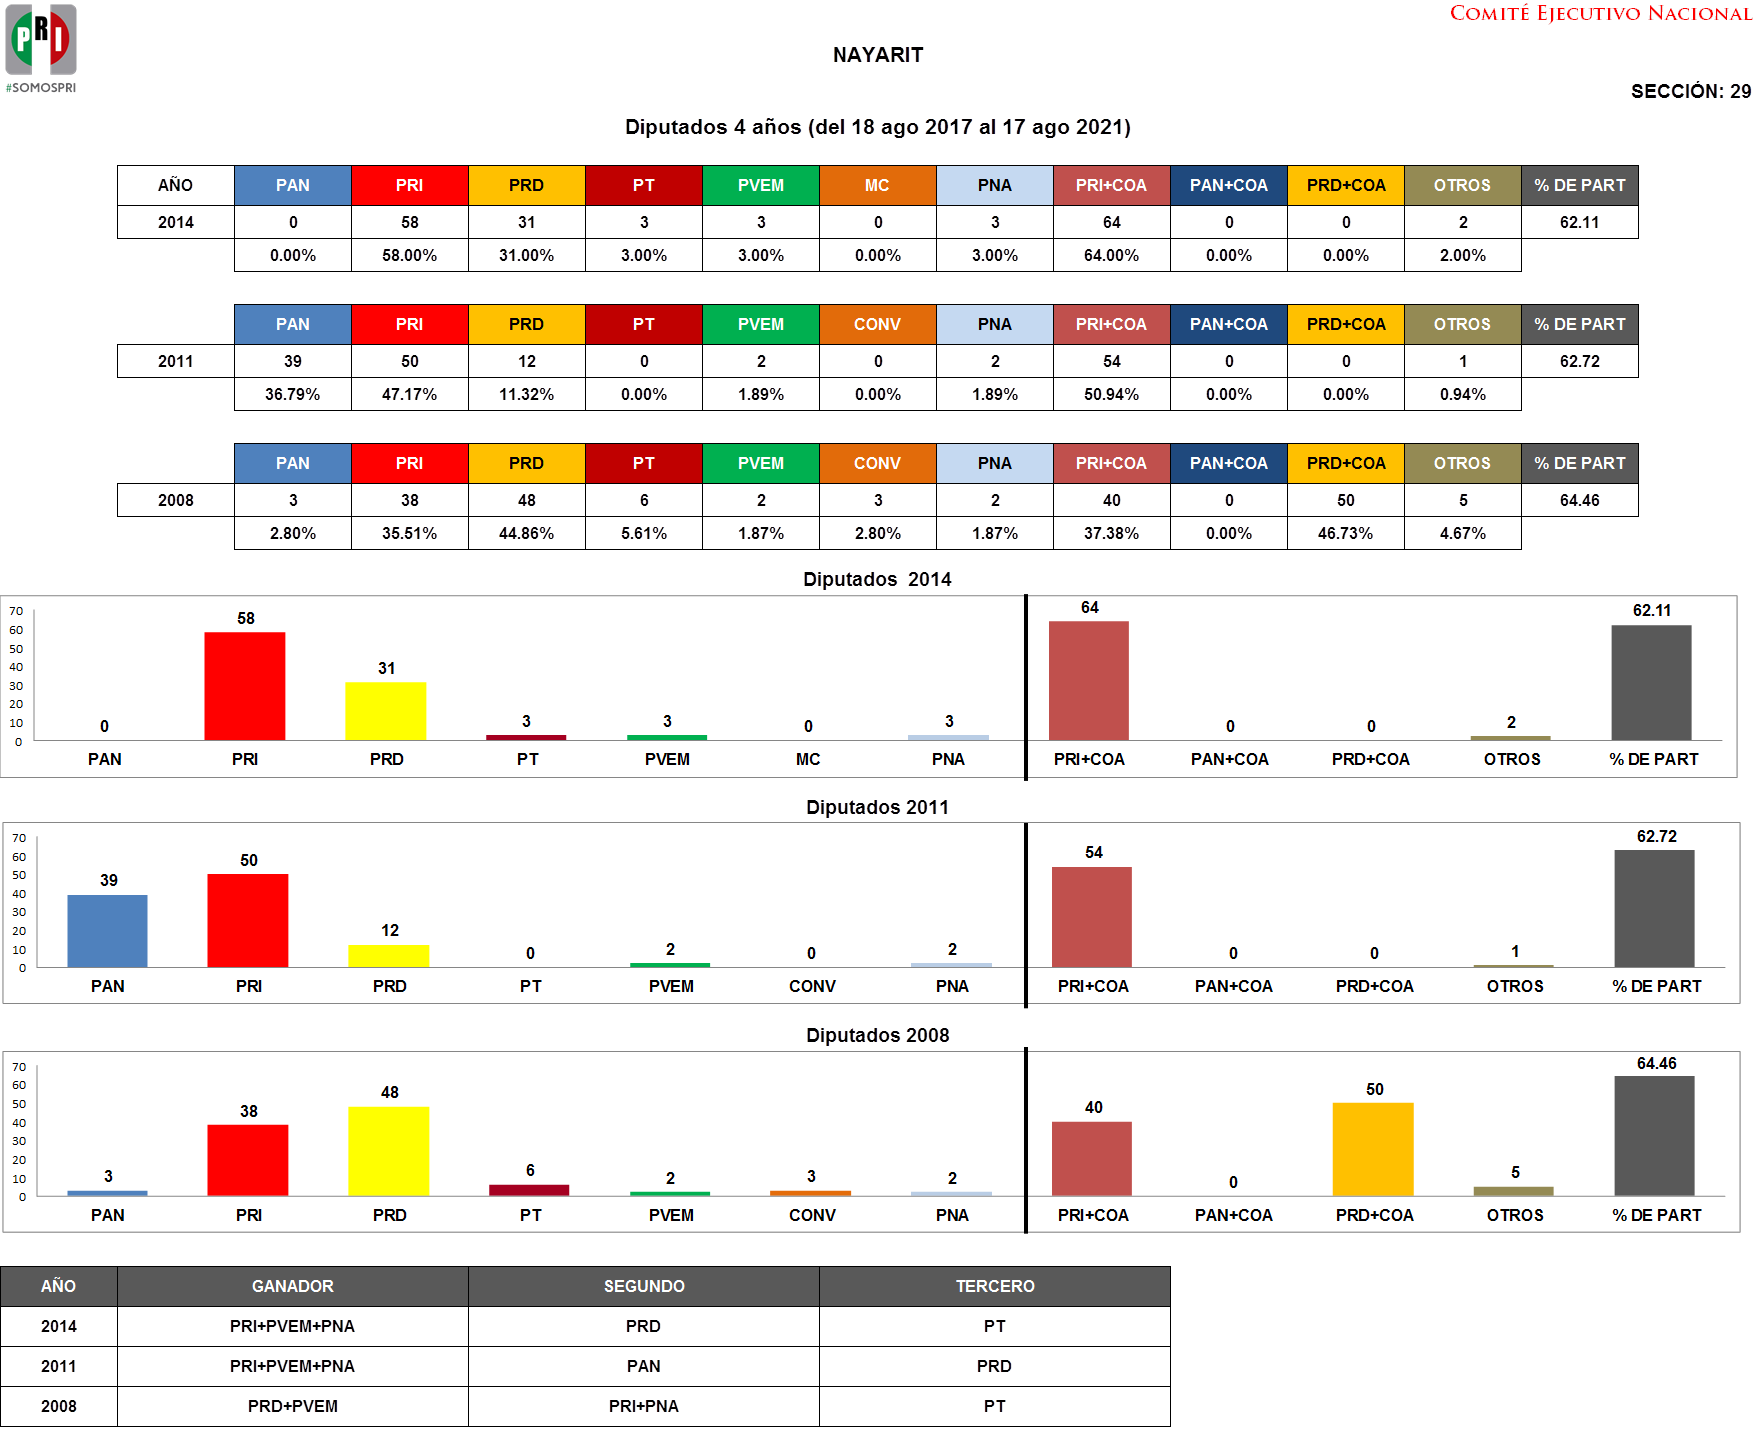 PRI
#SOMOSPRI
COMITÉ EJECUTIVO NACIONAL
NAYARIT
SECCIÓN: 29
Diputados 4 años (del 18 ago 2017 al 17 ago 2021)
AÑO PAN PRI PRD PT PVEM MC PNA PRI+COA PAN+COA PRD+COA OTROS % DE PART
2014 0 58 31 3 3 0 3 64 0 0 2 62.11
0.00% 58.00% 31.00% 3.00% 3.00% 0.00% 3.00% 64.00% 0.00% 0.00% 2.00%
PAN PRI PRD PT PVEM CONV PNA PRI+COA PAN+COA PRD+COA OTROS % DE PART
2011 39 50 12 0 2 0 2 54 0 0 1 62.72
36.79% 47.17% 11.32% 0.00% 1.89% 0.00% 1.89% 50.94% 0.00% 0.00% 0.94%
PAN PRI PRD PT PVEM CONV PNA PRI+COA PAN+COA PRD+COA OTROS % DE PART
2008 3 38 48 6 2 3 2 40 0 50 5 64.46
2.80% 35.51% 44.86% 5.61% 1.87% 2.80% 1.87% 37.38% 0.00% 46.73% 4.67%
Diputados 2014
70
60
50
40
30
20
10
0
0 58 31 3 3 0 3 64 0 0 2 62.11
PAN PRI PRD PT PVEM MC PNA PRI+COA PAN+COA PRD+COA OTROS % DE PART
Diputados 2011
70
60
50
40
30
20
10
0
39 50 12 0 2 0 2 54 0 0 1 62.72
PAN PRI PRD PT PVEM CONV PNA PRI+COA PAN+COA PRD+COA OTROS % DE PART
Diputados 2008
70
60
50
40
30
20
10
0
3 38 48 6 2 3 2 40 0 50 5 64.46
PAN PRI PRD PT PVEM CONV PNA PRI+COA PAN+COA PRD+COA OTROS % DE PART
AÑO GANADOR SEGUNDO TERCERO
2014 PRI+PVEM+PNA PRD PT
2011 PRI+PVEM+PNA PAN PRD
2008 PRD+PVEM PRI+PNA PT